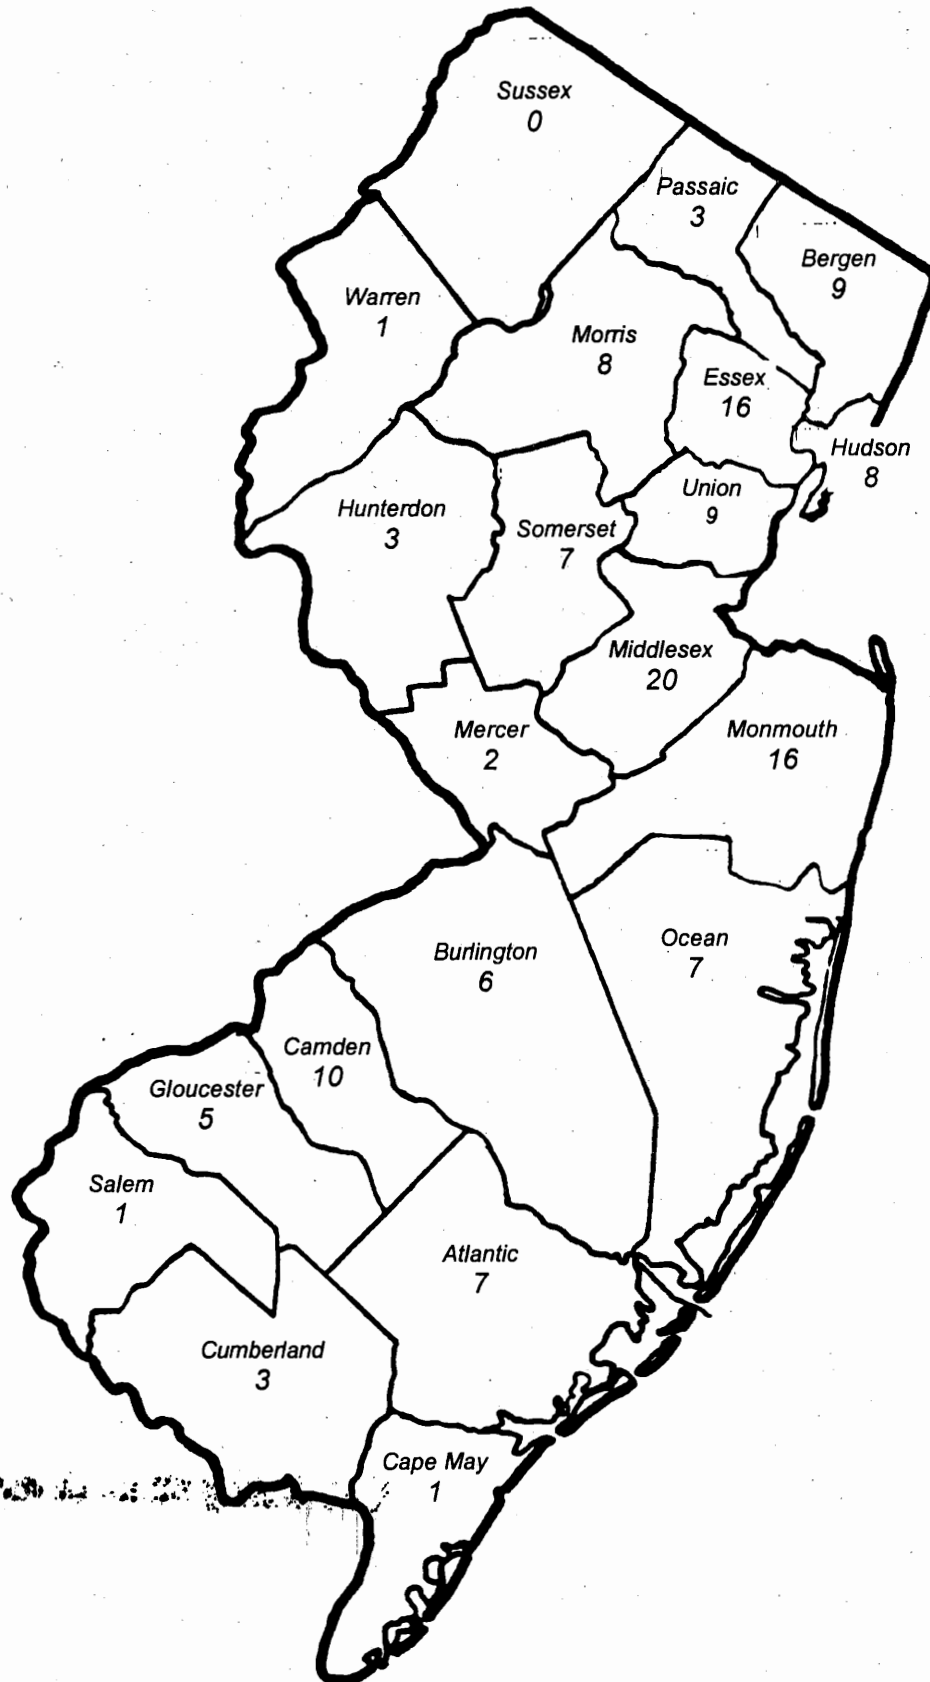 Sussex
0
Passaic
3
Bergen
9
Warren
1
Morris
8
Essex
16
Hudson
8
Union
9
Hunterdon
3
Somerset
7
Middlesex
20
Mercer
2
Monmouth
16
Burlington
6
Ocean
7
Camden
10
Gloucester
5
Salem
1
Atlantic
7
Cumberland
3
Cape May
1